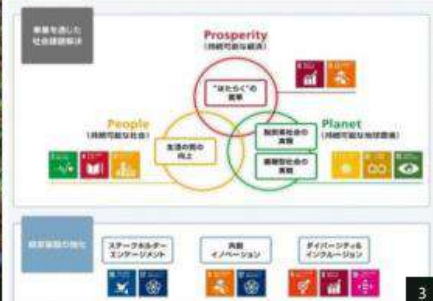 事業を通した
社会課題解決
Prosperity
(持続可能な経済)
"はたらく"の
変革
People
(持続可能な社会)
生活の質の
向上
Planet
(持続可能な地球環境)
脱炭素社会の
実現
循環型社会の
実現
経営基盤の強化
ステークホルダー
エンゲージメント
共創
イノベーション
ダイバーシティ&
インクルージョン
3